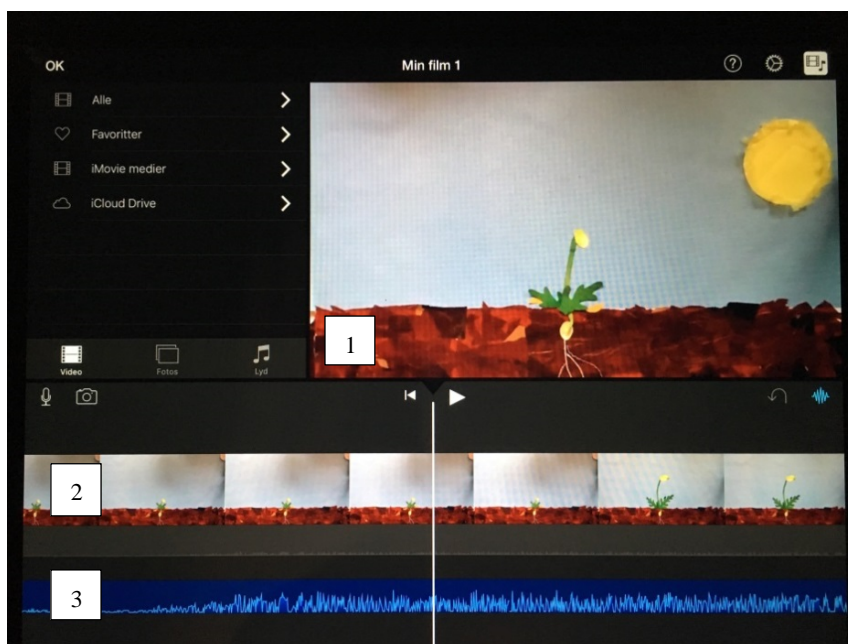 OK
Min film 1
?
Alle
Favoritter
iMovie medier
iCloud Drive
1
Video
Fotos
Lyd
2
3